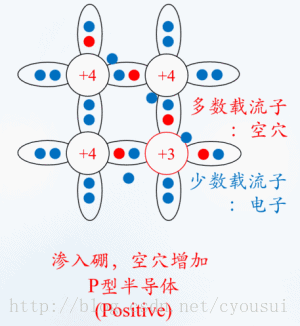 +4
+4
多数载流子
：空穴
+4
+3
少数载流子
：电子
渗入硼，空穴增加
P型半导体
http://blog.csdn.net/cyousui
(Positive)